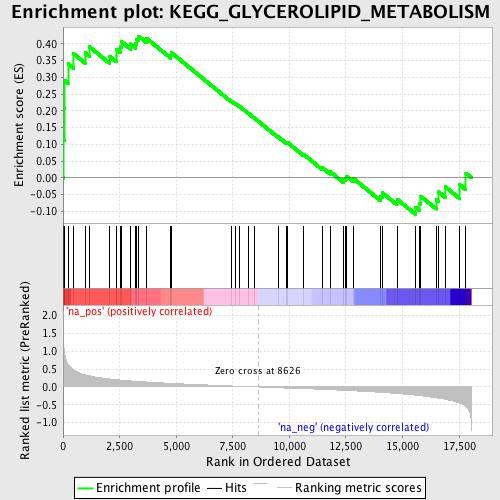 Enrichment plot: KEGG_GLYCEROLIPID_METABOLISM
Enrichment score (ES)
0.40
0.35
0.30
0.25
0.20
0.15
0.10
0.05
0.00
-0.05
-0.10
'na_pos' (positively correlated)
Ranked list metric (PreRanked)
2.0
1.5
1.0
0.5
0.0
-0.5
-1.0
Zero cross at 8626
'na_neg' (negatively correlated)
0 2,500 5,000 7,500 10,000 12,500 15,000 17,500
Rank in Ordered Dataset
Enrichment profile Hits Ranking metric scores